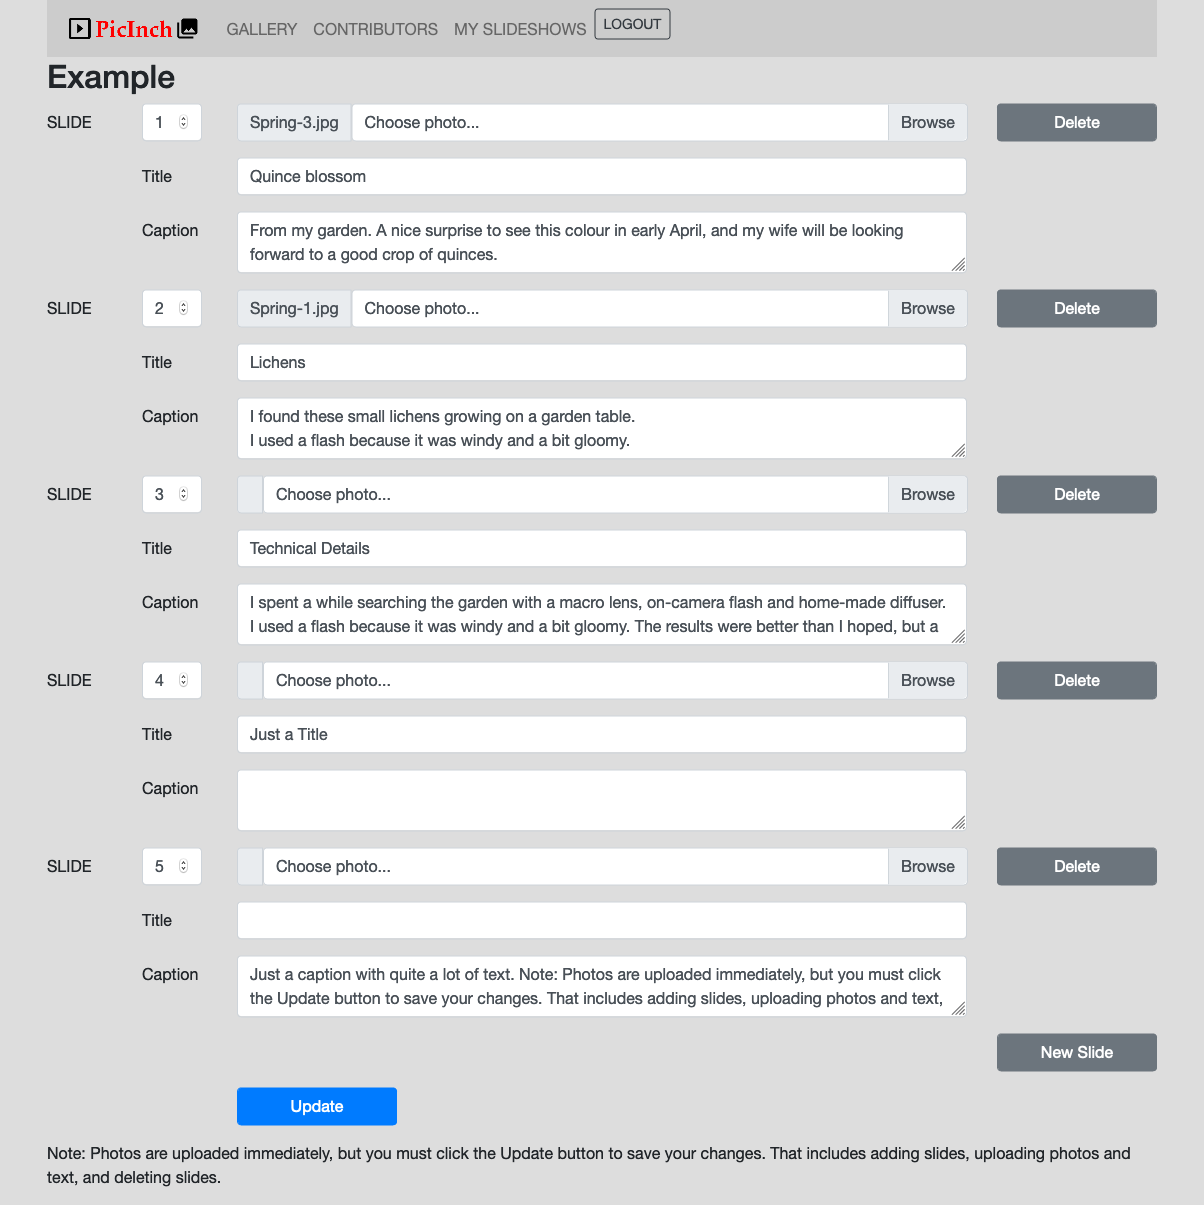 PicInch GALLERY CONTRIBUTORS MY SLIDESHOWS LOGOUT
Example
SLIDE 1 Spring-3.jpg Choose photo... Browse Delete
Title Quince blossom
Caption From my garden. A nice surprise to see this colour in early April, and my wife will be looking
forward to a good crop of quinces.
SLIDE 2 Spring-1.jpg Choose photo... Browse Delete
Title Lichens
Caption I found these small lichens growing on a garden table.
I used a flash because it was windy and a bit gloomy.
SLIDE 3 Choose photo... Browse Delete
Title Technical Details
Caption I spent a while searching the garden with a macro lens, on-camera flash and home-made diffuser.
I used a flash because it was windy and a bit gloomy. The results were better than I hoped, but a
SLIDE 4 Choose photo... Browse Delete
Title Just a Title
Caption
SLIDE 5 Choose photo... Browse Delete
Title
Caption Just a caption with quite a lot of text. Note: Photos are uploaded immediately, but you must click
the Update button to save your changes. That includes adding slides, uploading photos and text,
New Slide
Update
Note: Photos are uploaded immediately, but you must click the Update button to save your changes. That includes adding slides, uploading photos and
text, and deleting slides.